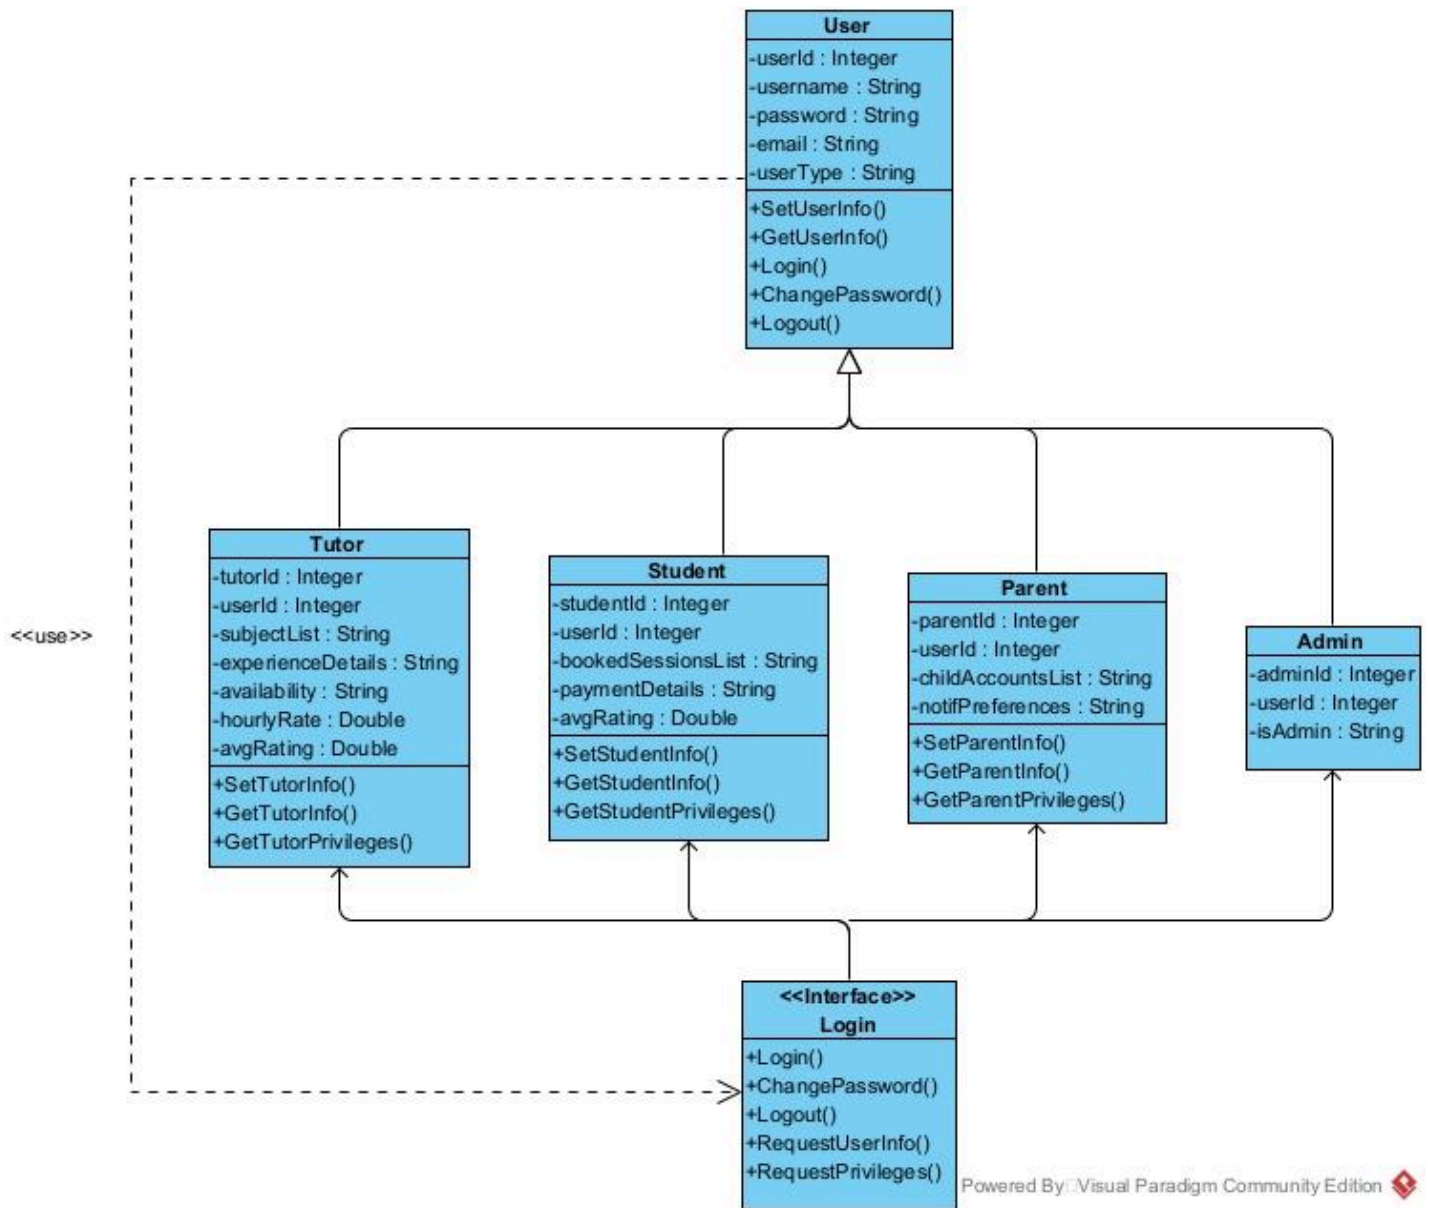 User
-userId : Integer
-username : String
-password : String
-email : String
-userType : String
+SetUserInfo()
+GetUserInfo()
+Login()
+ChangePassword()
+Logout()
<<use>>
Tutor
-tutorId : Integer
-userId : Integer
-subjectList : String
-experienceDetails : String
-availability : String
-hourlyRate : Double
-avgRating : Double
+SetTutorInfo()
+GetTutorInfo()
+GetTutorPrivileges()
Student
-studentId : Integer
-userId : Integer
-bookedSessionsList : String
-paymentDetails : String
-avgRating : Double
+SetStudentInfo()
+GetStudentInfo()
+GetStudentPrivileges()
Parent
-parentId : Integer
-userId : Integer
-childAccountsList : String
-notifPreferences : String
+SetParentInfo()
+GetParentInfo()
+GetParentPrivileges()
Admin
-adminId : Integer
-userId : Integer
-isAdmin : String
<<Interface>>
Login
+Login()
+ChangePassword()
+Logout()
+RequestUserInfo()
+RequestPrivileges()
Powered By Visual Paradigm Community Edition